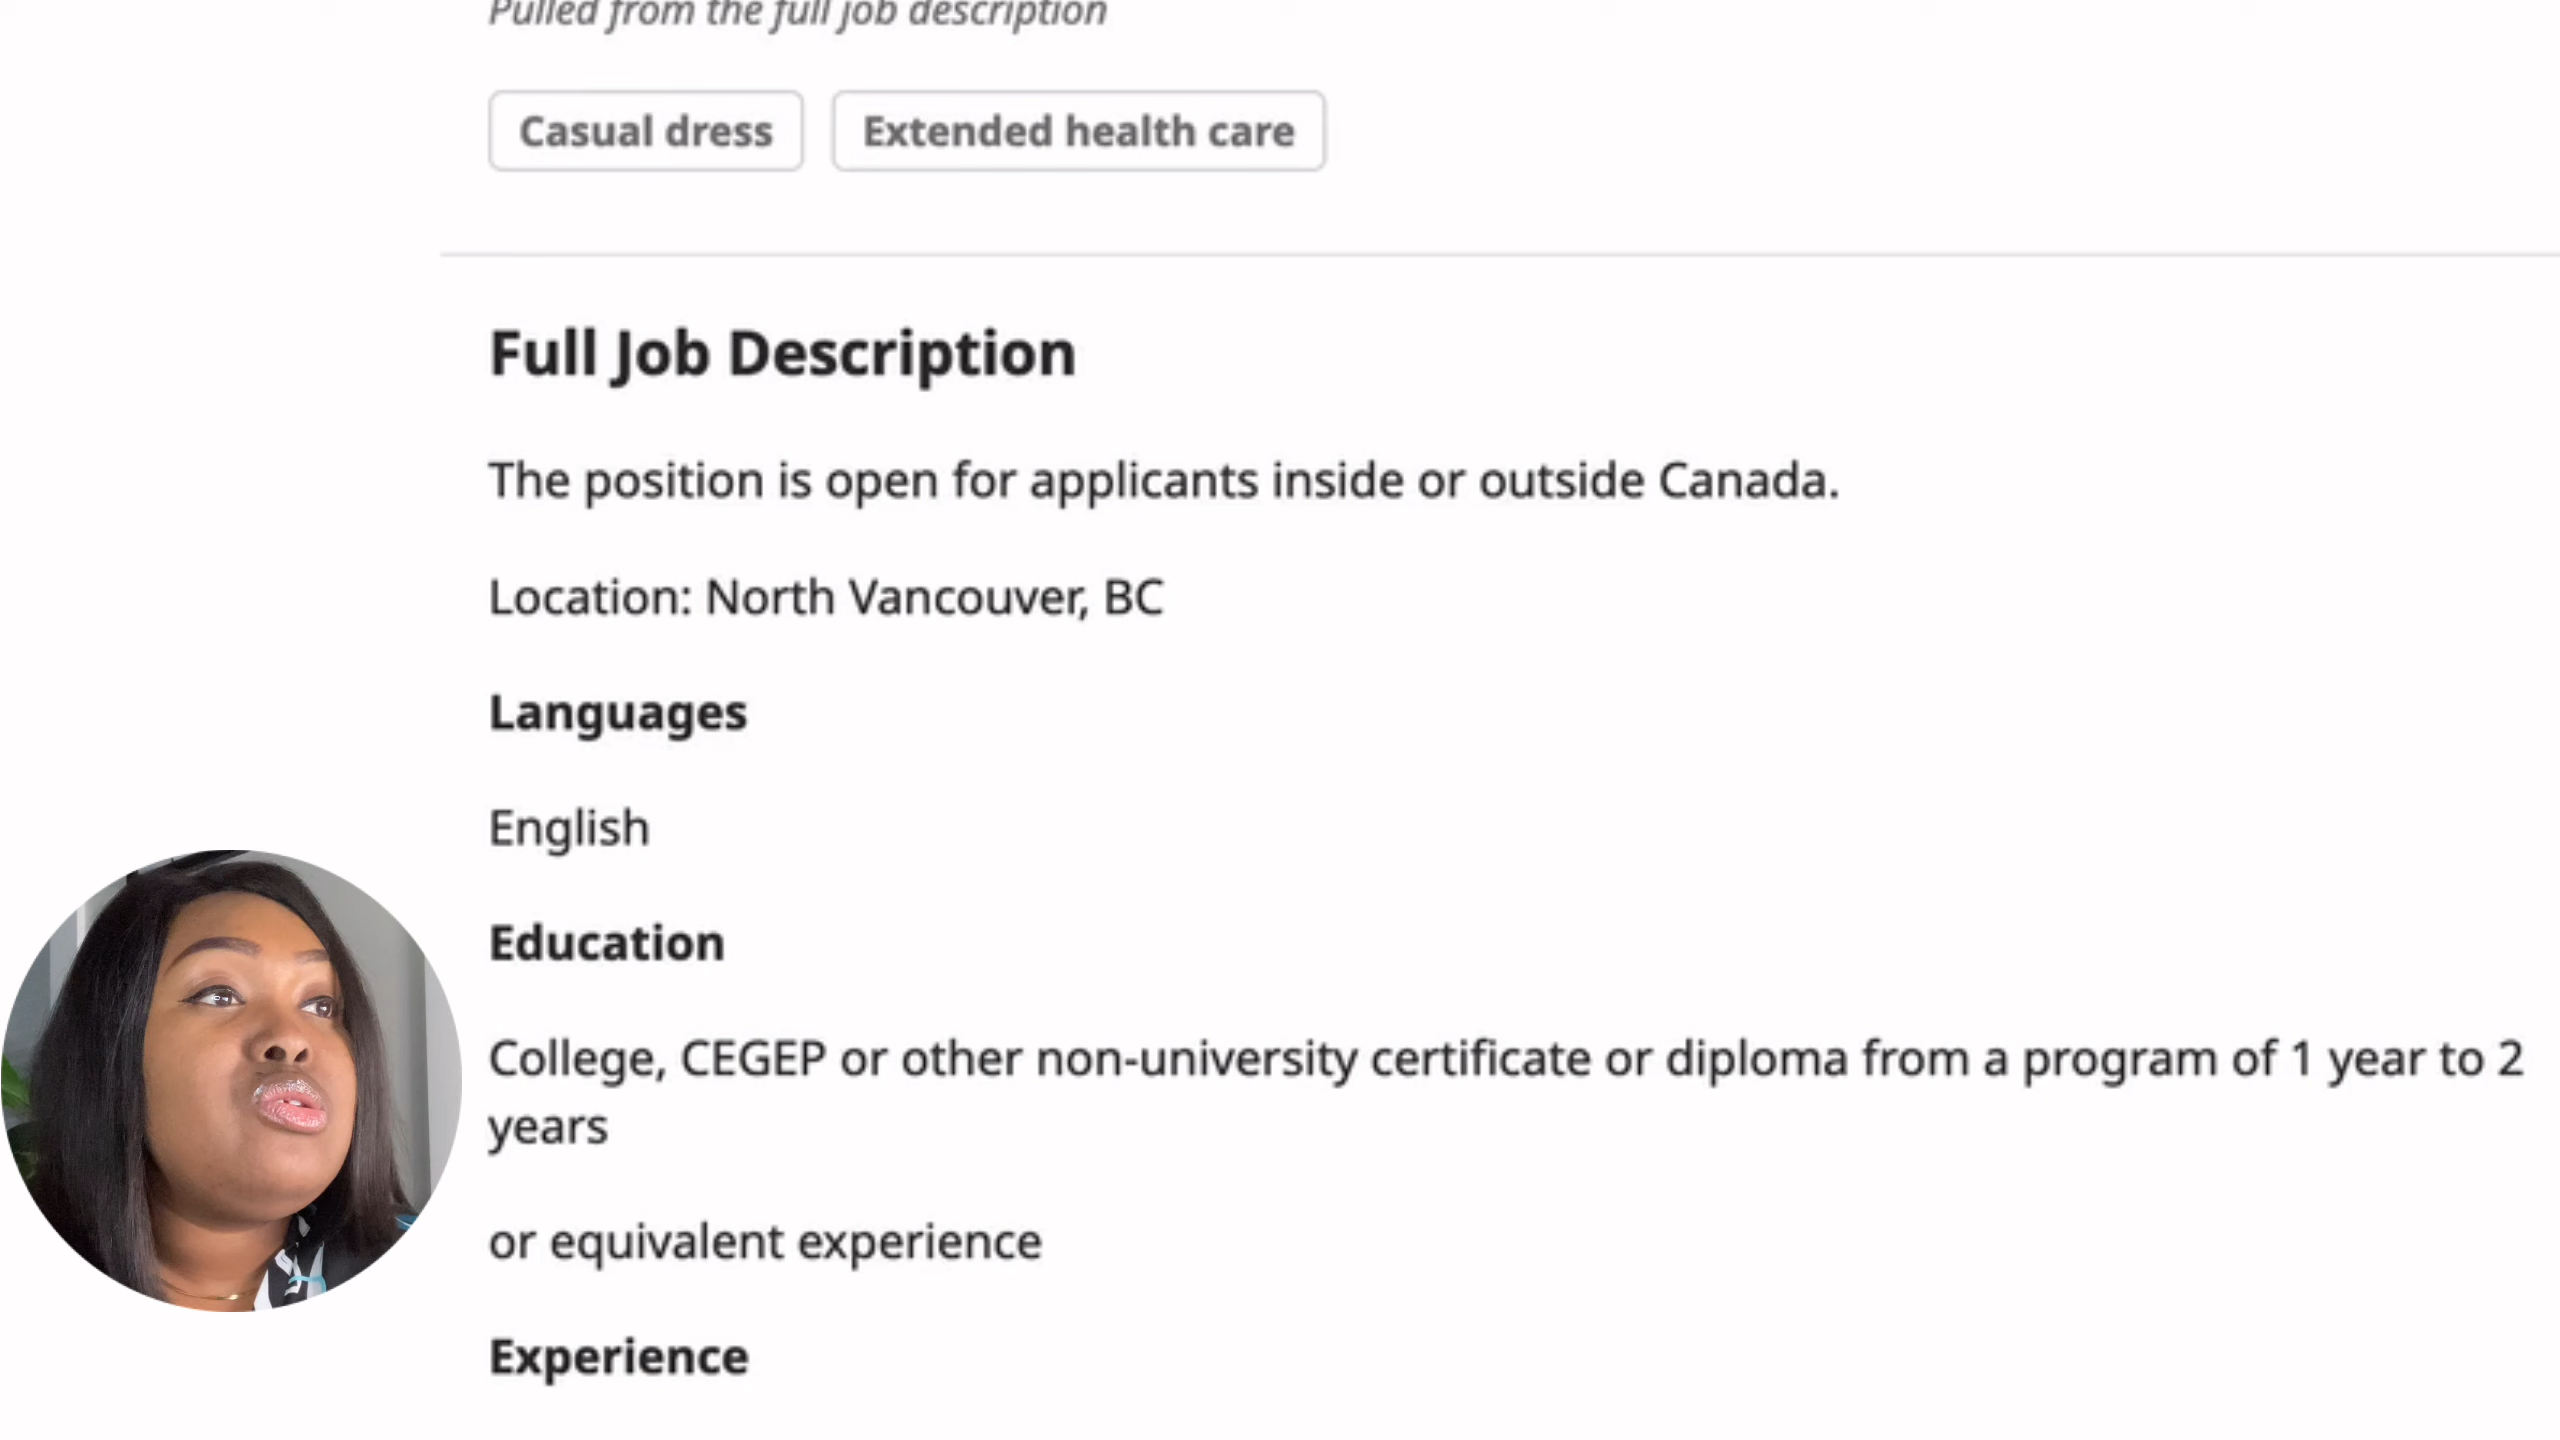 Pulled from the full job description
Casual dress
Extended health care
Full Job Description
The position is open for applicants inside or outside Canada.
Location: North Vancouver, BC
Languages
English
Education
College, CEGEP or other non-university certificate or diploma from a program of 1 year to 2
years
or equivalent experience
Experience